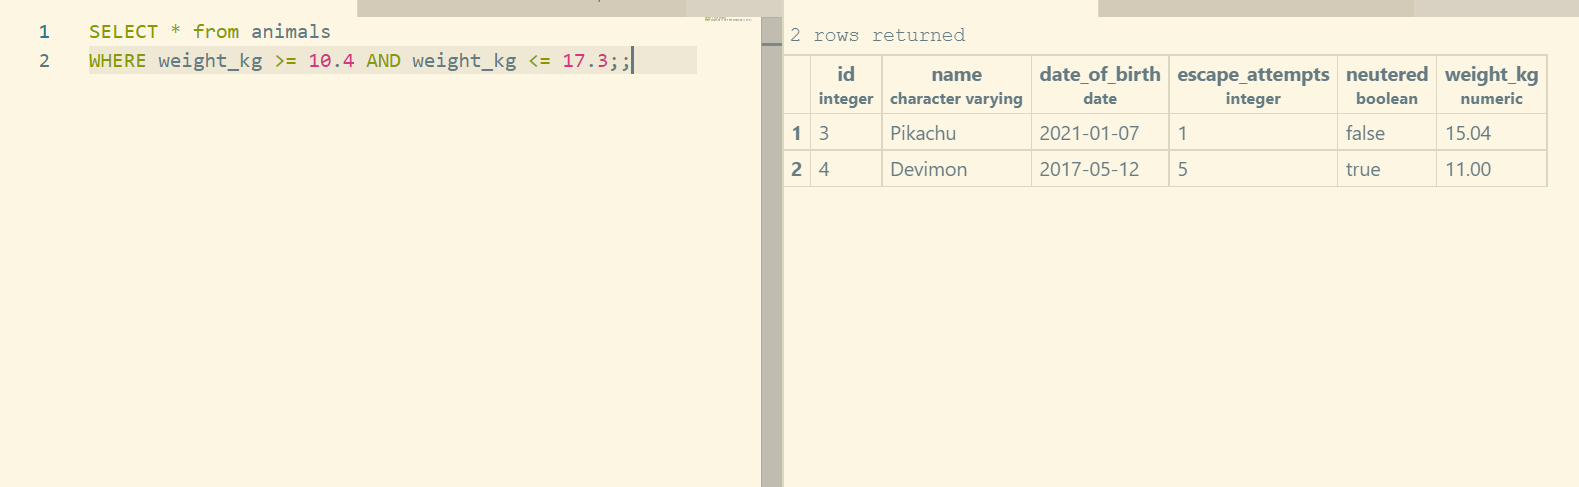 1 SELECT * from animals
2 WHERE weight_kg >= 10.4 AND weight_kg <= 17.3;;
2 rows returned
id name date_of_birth escape_attempts neutered weight_kg
integer character varying date integer boolean numeric
1 3 Pikachu 2021-01-07 1 false 15.04
2 4 Devimon 2017-05-12 5 true 11.00